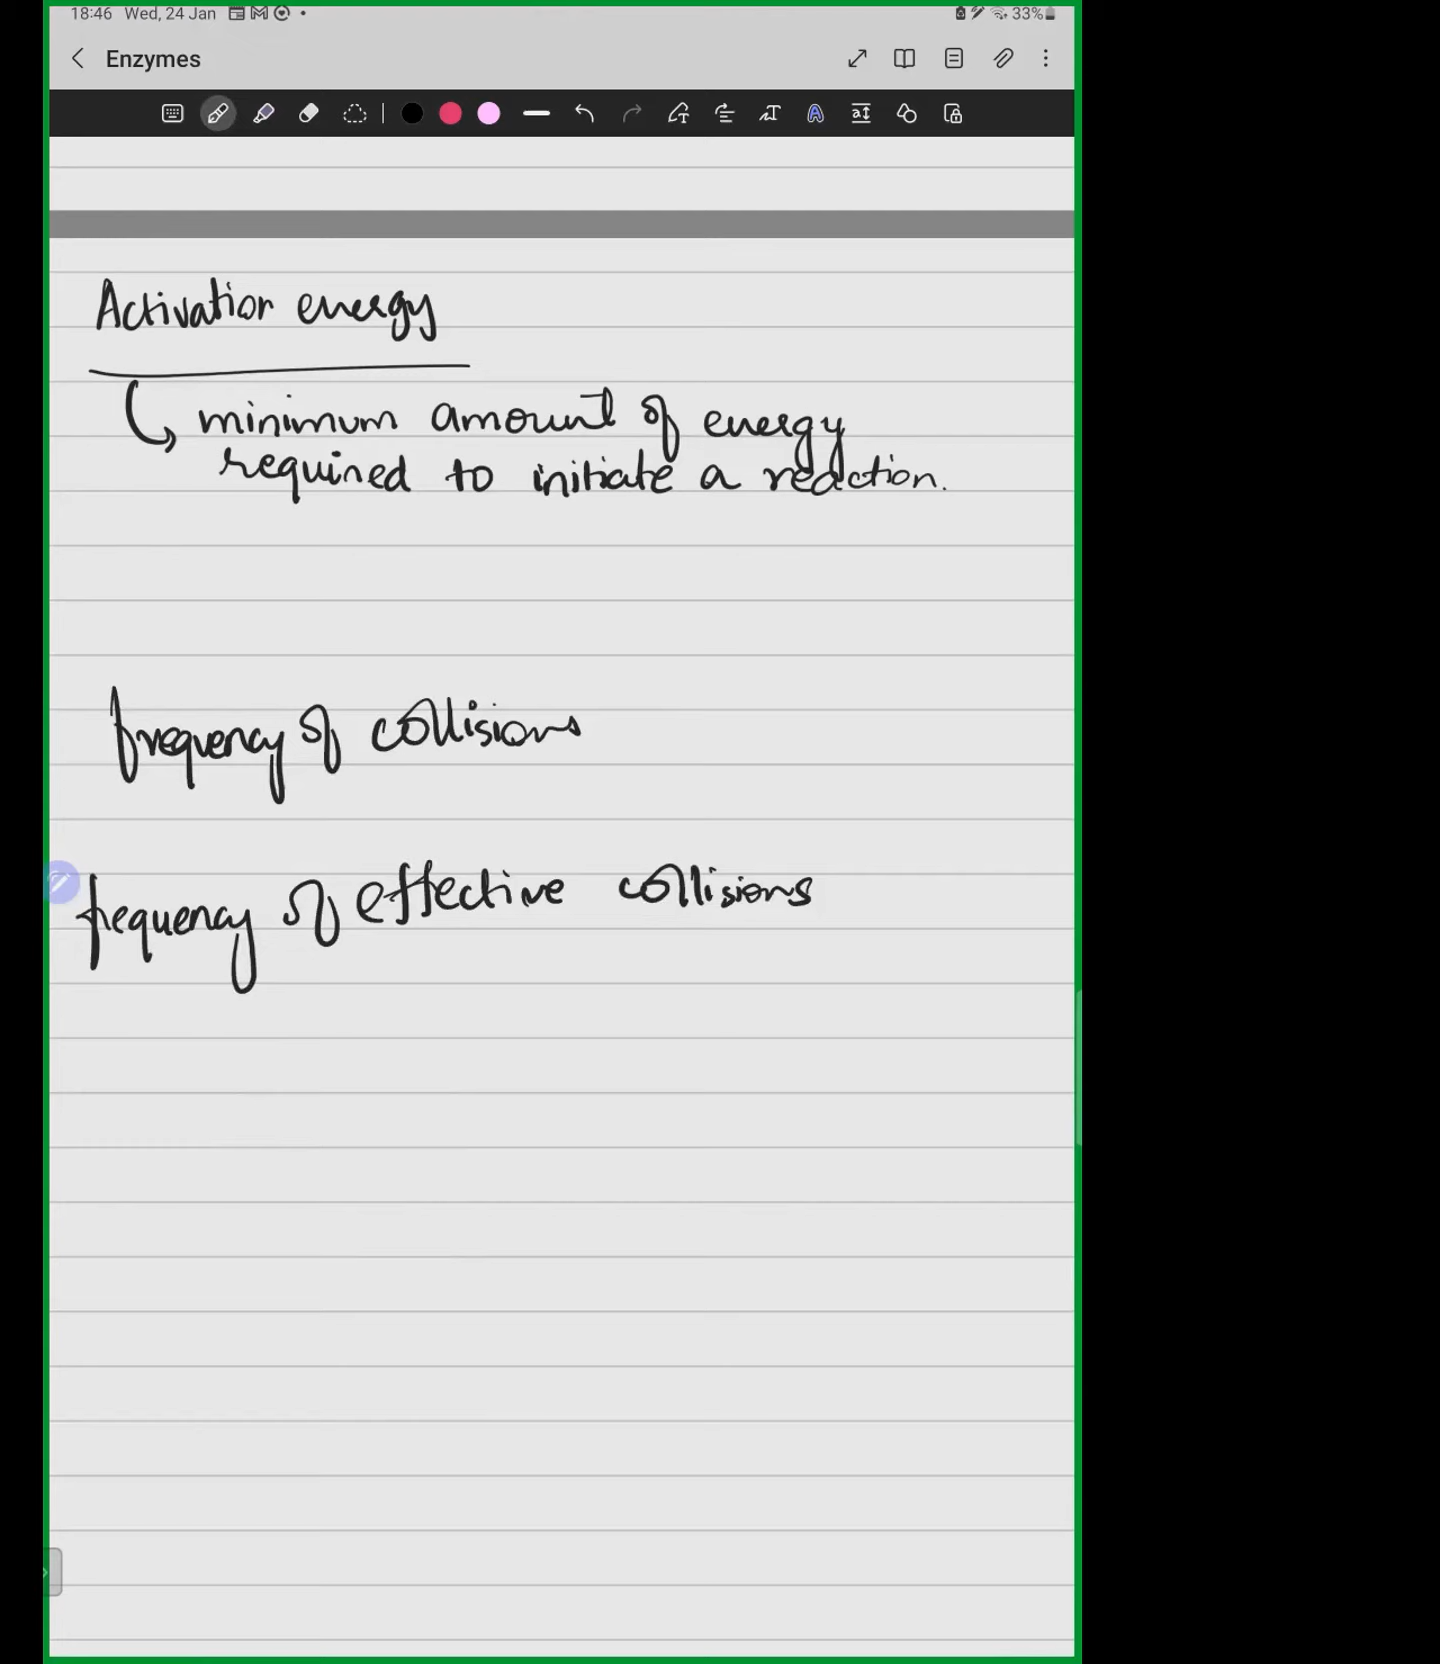 18:46 Wed, 24 Jan
33%
Enzymes
Activation energy
minimum amount of energy
required to initiate a reaction.
frequency of collisions
frequency of effective collisions